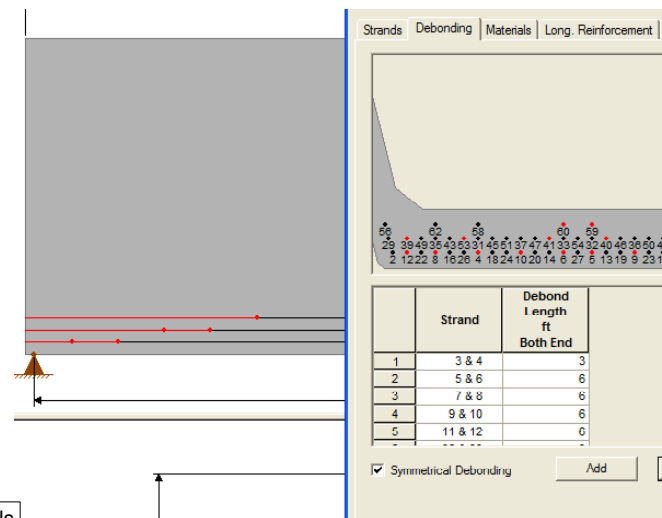 Strands Debonding Materials Long. Reinforcement
56 62 58 60 59
29 39 49 35 43 53 31 45 51 37 47 41 33 54 32 40 46 36 50 4
2 12 22 8 16 26 4 18 24 10 20 14 6 27 5 13 19 9 23 1
Strand Debond Length ft Both End
1 3 & 4 3
2 5 & 6 6
3 7 & 8 6
4 9 & 10 6
5 11 & 12 6
Symmetrical Debonding Add